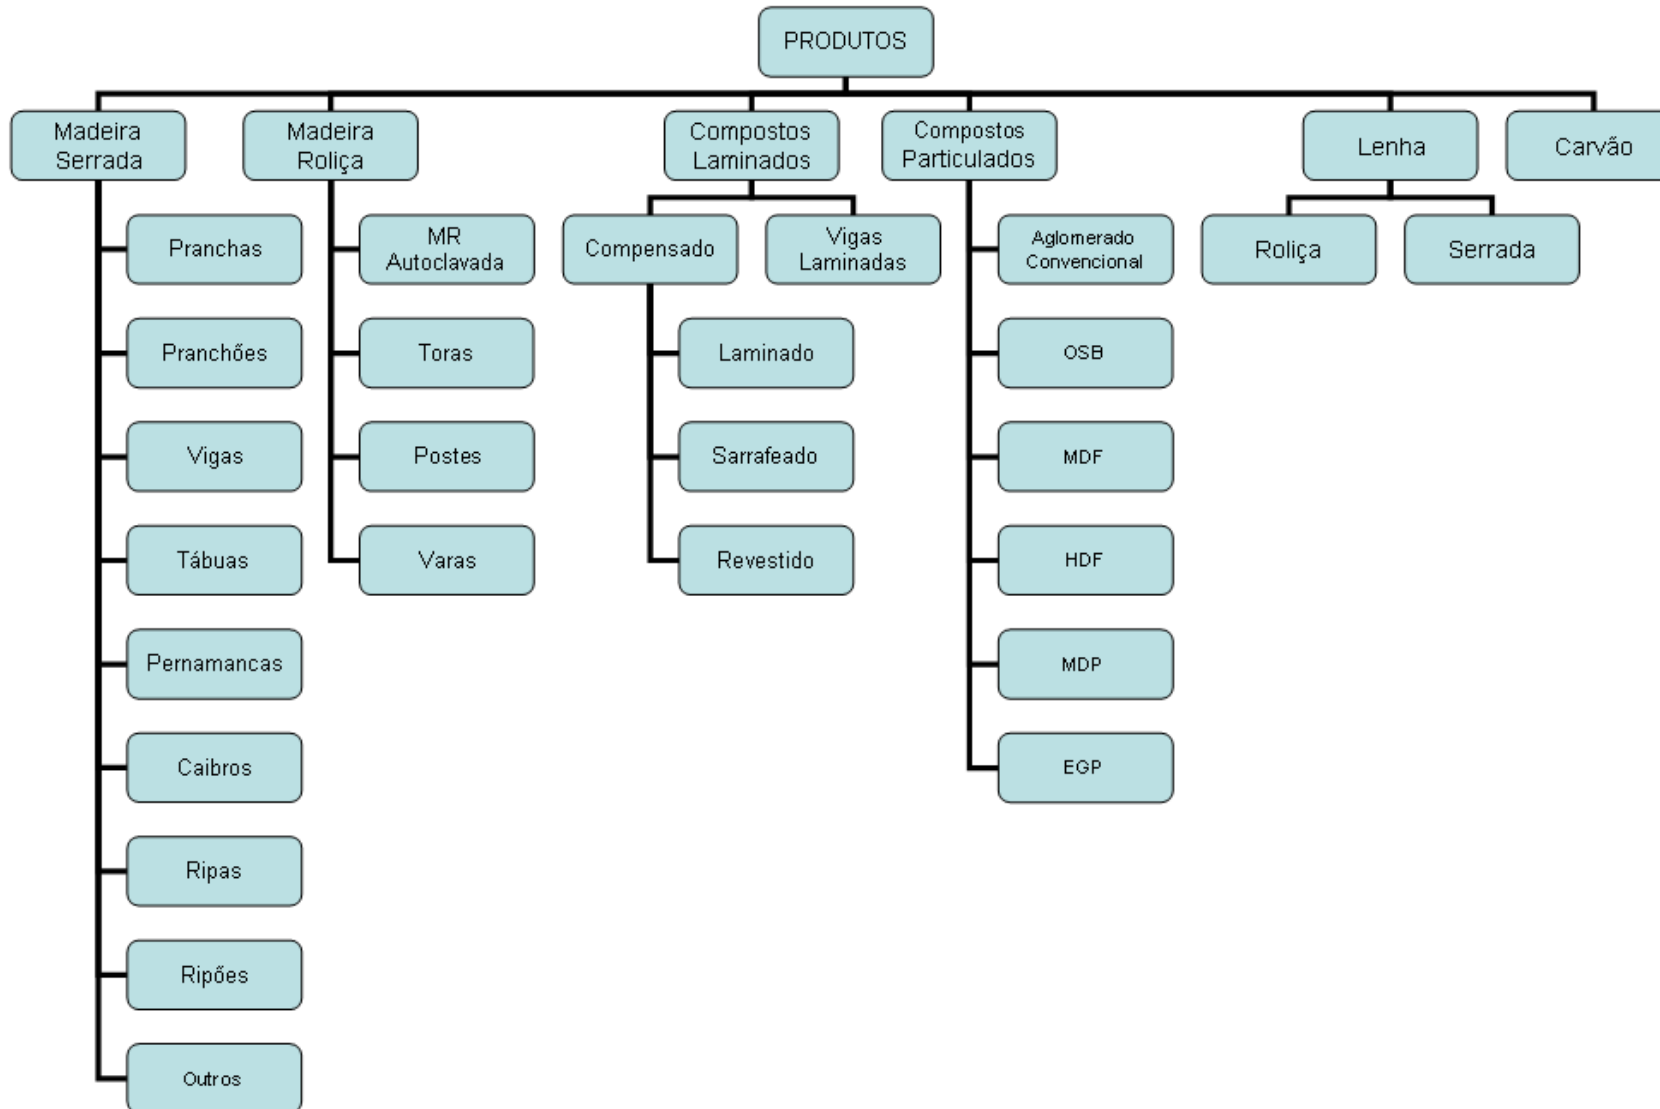 PRODUTOS
Madeira
Serrada
Madeira
Roliça
Compostos
Laminados
Compostos
Particulados
Lenha
Carvão
Pranchas
MR
Autoclavada
Compensado
Vigas
Laminadas
Aglomerado
Convencional
Roliça
Serrada
Pranchões
Toras
Laminado
OSB
Vigas
Postes
Sarrafeado
MDF
Tábuas
Varas
Revestido
HDF
Pernamancas
MDP
Caibros
EGP
Ripas
Ripões
Outros